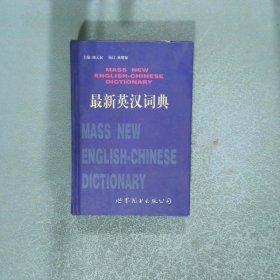 MASS NEW
ENGLISH-CHINESE
DICTIONARY
最新英汉词典
MASS NEW
ENGLISH-CHINESE
DICTIONARY
世界图书出版公司